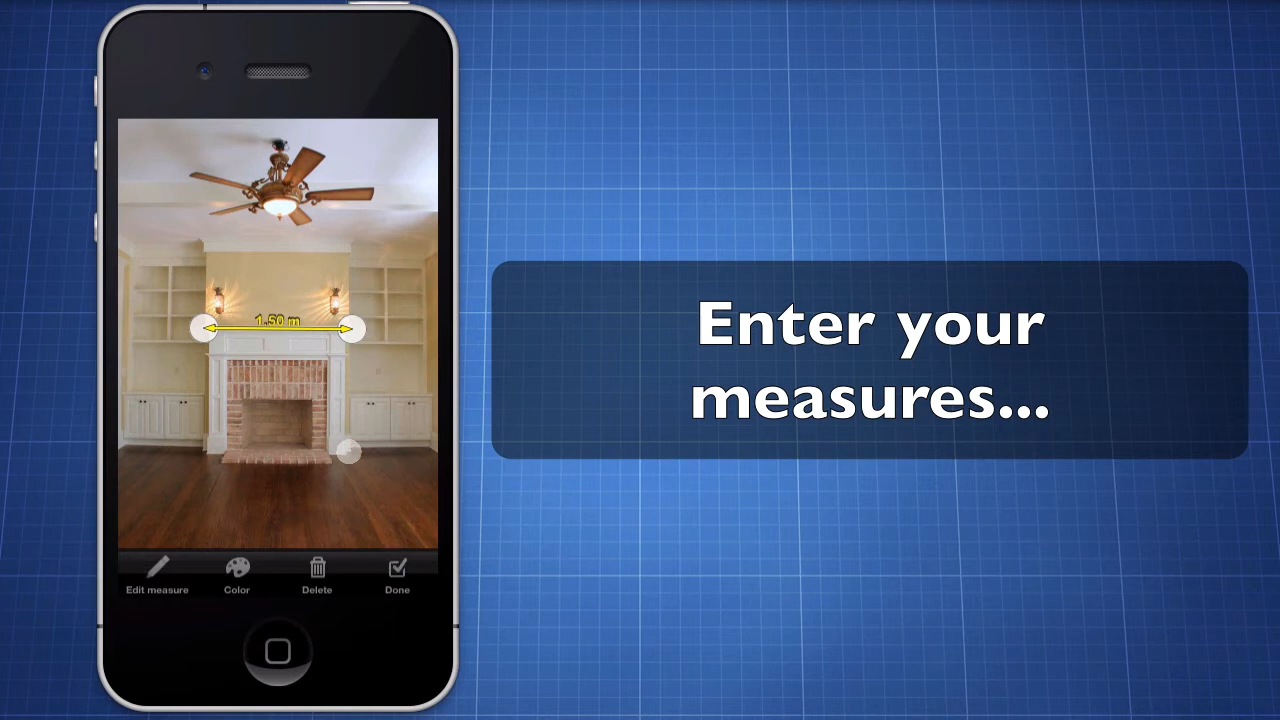 1.50 m
Edit measure
Color
Delete
Done
Enter your
measures...